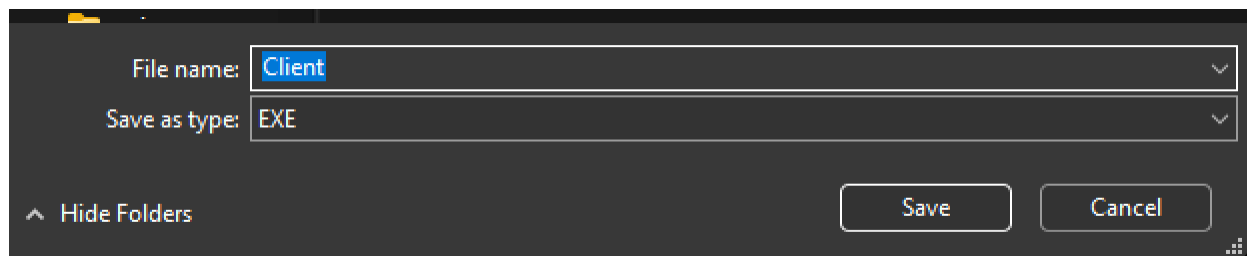 File name: Client
Save as type: EXE
Hide Folders
Save
Cancel